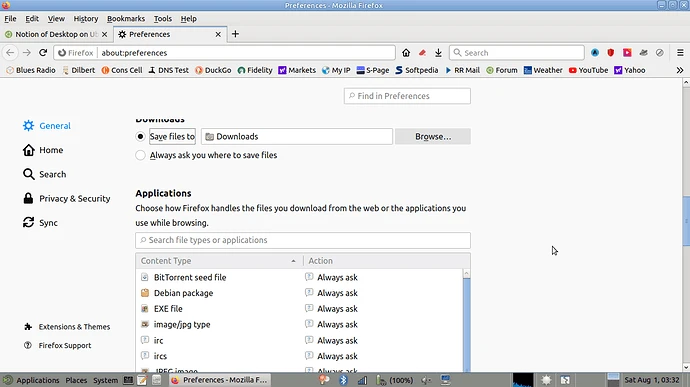 Preferences - Mozilla Firefox
File Edit View History Bookmarks Tools Help
Notion of Desktop on Ub
Preferences
Firefox about:preferences
Search
Blues Radio Dilbert Cons Cell DNS Test DuckGo Fidelity Markets My IP S-Page Softpedia RR Mail Forum Weather YouTube Yahoo
Find in Preferences
General
Home
Search
Privacy & Security
Sync
Extensions & Themes
Firefox Support
Downloads
Save files to Downloads Browse...
Always ask you where to save files
Applications
Choose how Firefox handles the files you download from the web or the applications you
use while browsing.
Search file types or applications
Content Type Action
BitTorrent seed file Always ask
Debian package Always ask
EXE file Always ask
image/jpg type Always ask
irc Always ask
ircs Always ask
JPEG image Always ask
Applications Places System Preferences - Mozilla F... (100%) Sat Aug 1, 03:32